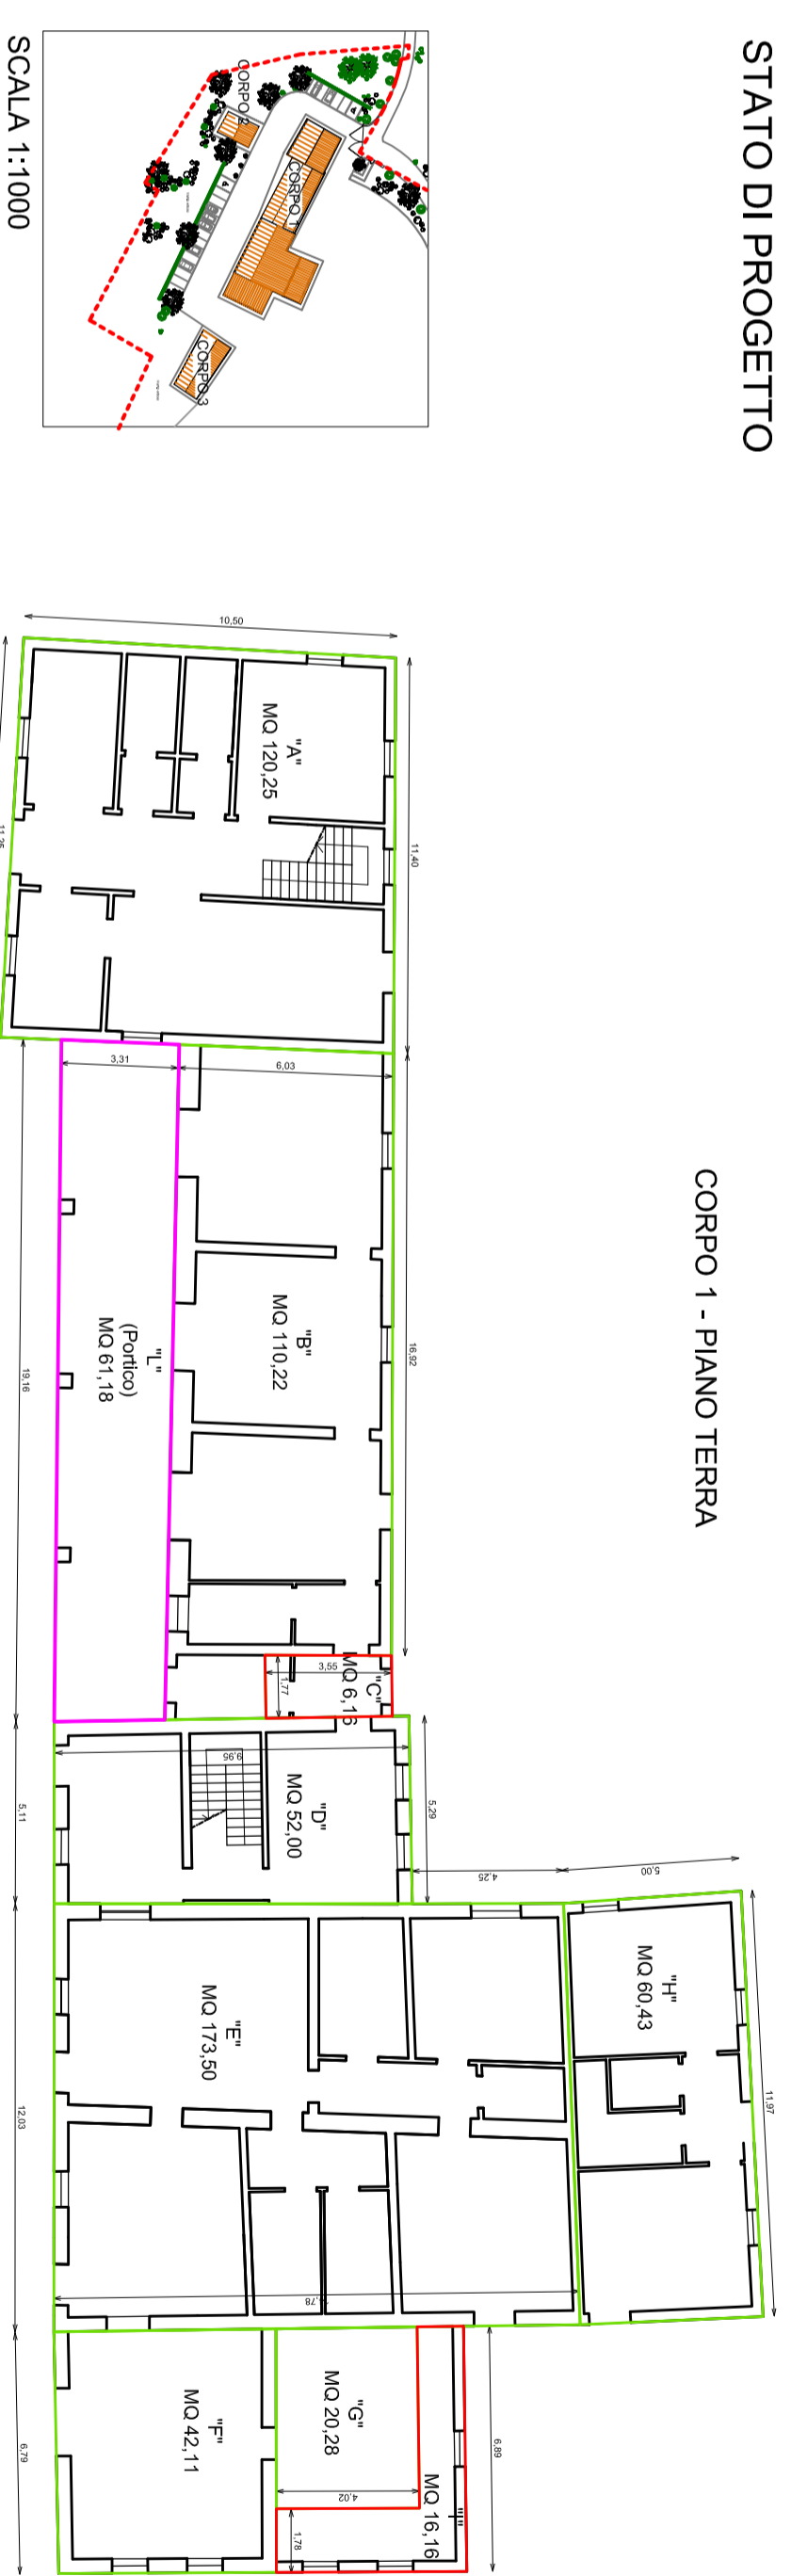 STATO DI PROGETTO
CORPO 2
CORPO 1
CORPO 3
SCALA 1:1000
CORPO 1 - PIANO TERRA
10,50
11,40
"A"
MQ 120,25
3,31
6,03
16,92
"B"
MQ 110,22
"L"
(Portico)
MQ 61,18
19,16
3,55
1,77
"C"
MQ 6,16
9,95
5,29
"D"
MQ 52,00
5,11
4,25
5,00
"H"
MQ 60,43
11,97
"E"
MQ 173,50
12,03
"G"
MQ 20,28
4,02
1,78
6,89
"I"
MQ 16,16
"F"
MQ 42,11
6,79